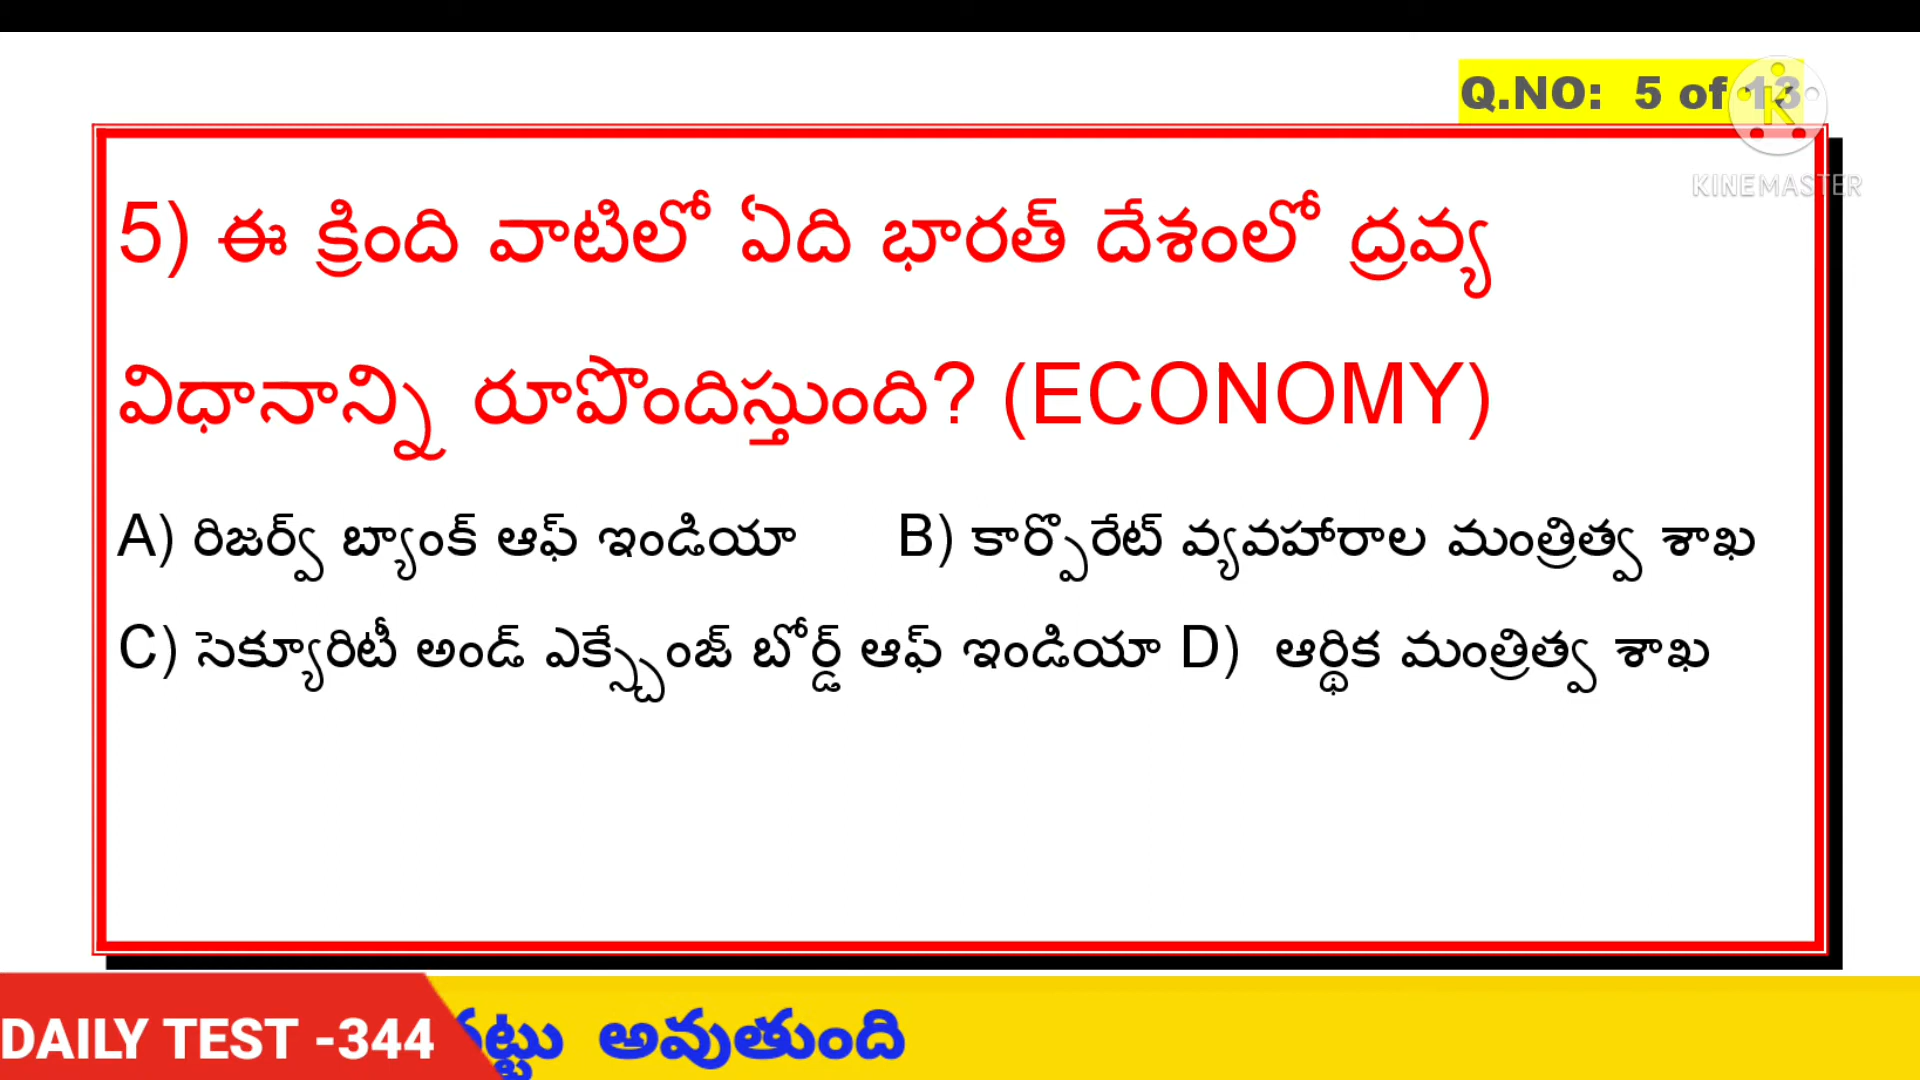 Q.NO: 5 of 13
KINEMASTER
5) ఈ క్రింది వాటిలో ఏది భారత్ దేశంలో ద్రవ్య
విధానాన్ని రూపొందిస్తుంది? (ECONOMY)
A) రిజర్వ్ బ్యాంక్ ఆఫ్ ఇండియా B) కార్పొరేట్ వ్యవహారాల మంత్రిత్వ శాఖ
C) సెక్యూరిటీ అండ్ ఎక్స్చేంజ్ బోర్డ్ ఆఫ్ ఇండియా D) ఆర్థిక మంత్రిత్వ శాఖ
DAILY TEST -344 అవుతుంది